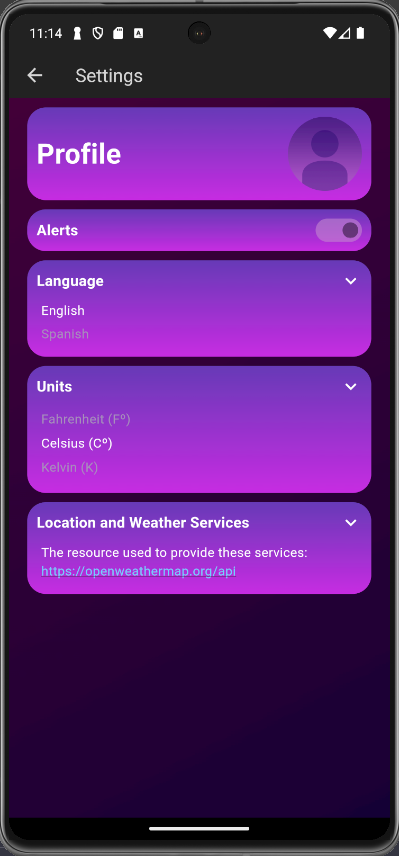 11:14
A
Settings
Profile
Alerts
Language
English
Spanish
Units
Fahrenheit (Fº)
Celsius (Cº)
Kelvin (K)
Location and Weather Services
The resource used to provide these services:
https://openweathermap.org/api